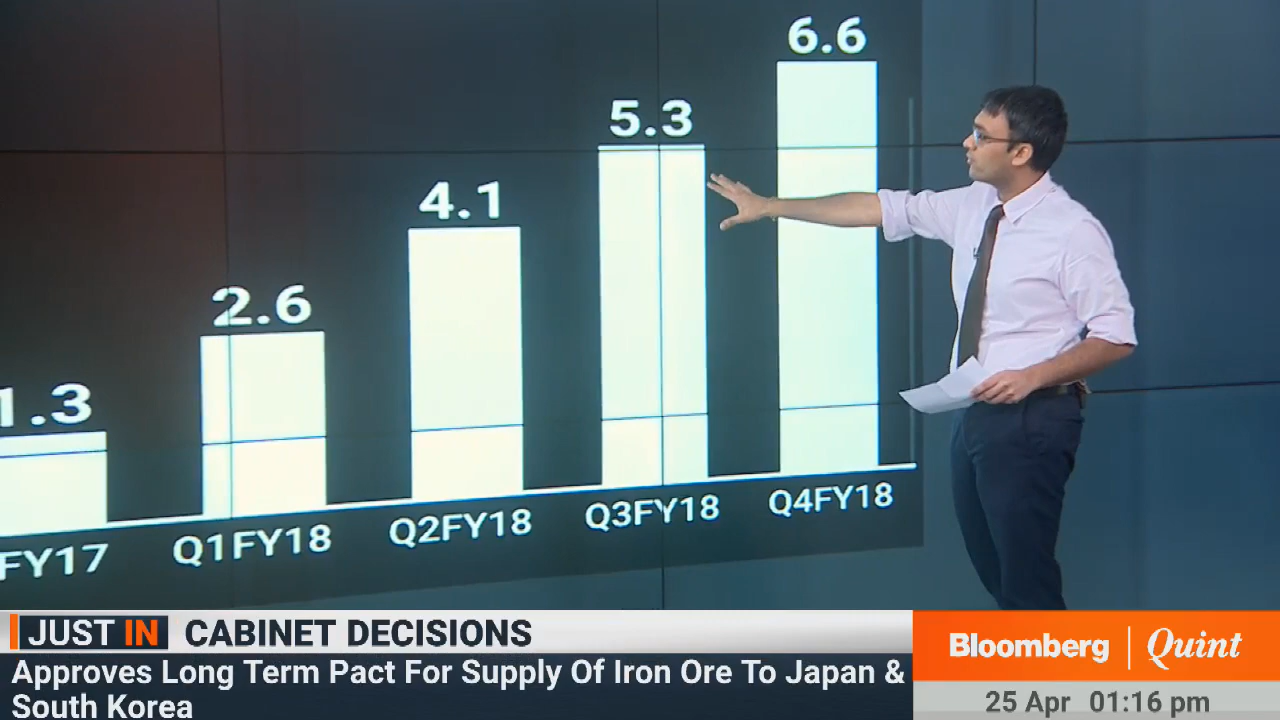 6.6
5.3
4.1
2.6
1.3
FY17
Q1FY18
Q2FY18
Q3FY18
Q4FY18
JUST IN CABINET DECISIONS
Approves Long Term Pact For Supply Of Iron Ore To Japan &
South Korea
Bloomberg | Quint
25 Apr 01:16 pm